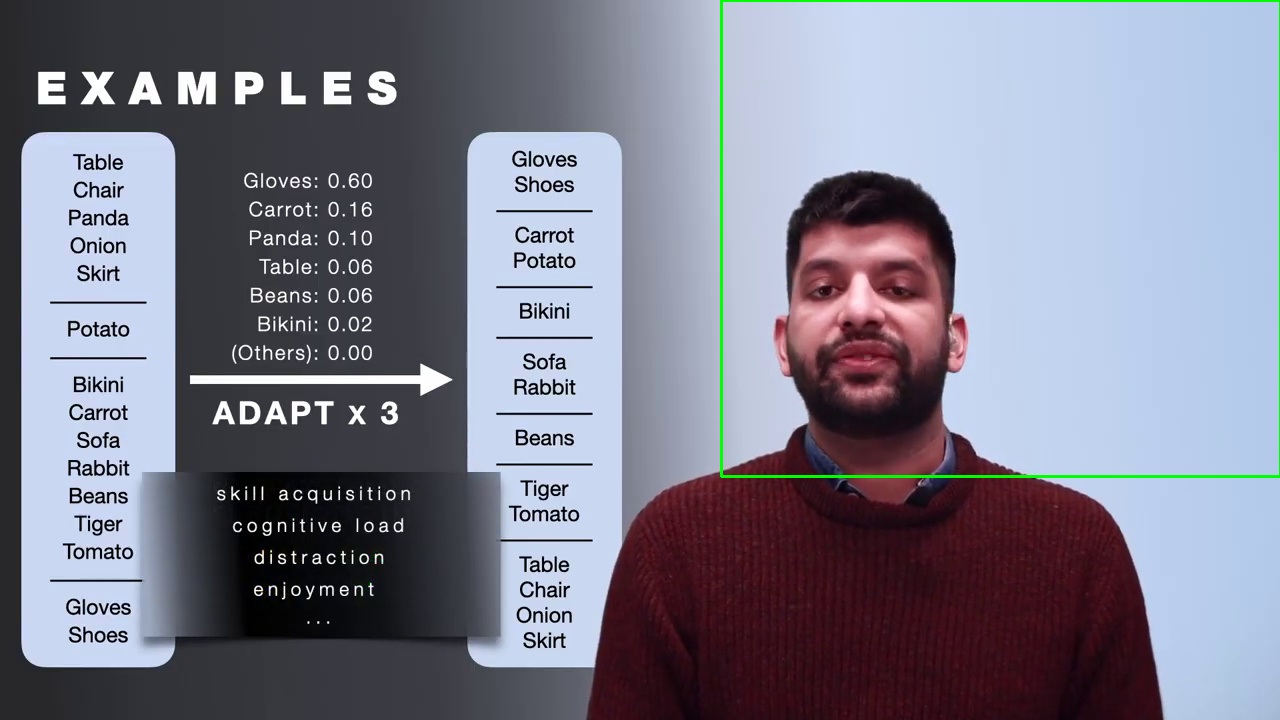 EXAMPLES
Table
Chair
Panda
Onion
Skirt
Potato
Bikini
Carrot
Sofa
Rabbit
Beans
Tiger
Tomato
Gloves
Shoes
Gloves: 0.60
Carrot: 0.16
Panda: 0.10
Table: 0.06
Beans: 0.06
Bikini: 0.02
(Others): 0.00
ADAPT x 3
skill acquisition
cognitive load
distraction
enjoyment
...
Gloves
Shoes
Carrot
Potato
Bikini
Sofa
Rabbit
Beans
Tiger
Tomato
Table
Chair
Onion
Skirt